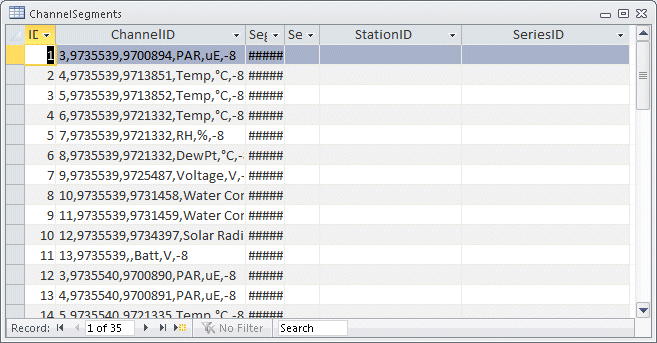 ChannelSegments
ID ChannelID Seg Se StationID SeriesID
1 3,9735539,9700894,PAR,uE,-8 #####
2 4,9735539,9713851,Temp,°C,-8 #####
3 5,9735539,9713852,Temp,°C,-8 #####
4 6,9735539,9721332,Temp,°C,-8 #####
5 7,9735539,9721332,RH,%,-8 #####
6 8,9735539,9721332,DewPt,°C,- #####
7 9,9735539,9725487,Voltage,V,- #####
8 10,9735539,9731458,Water Cor #####
9 11,9735539,9731459,Water Cor #####
10 12,9735539,9734397,Solar Radi #####
11 13,9735539,,Batt,V,-8 #####
12 3,9735540,9700890,PAR,uE,-8 #####
13 4,9735540,9700891,PAR,uE,-8 #####
14 5,9735540,9721335,Temp,°C,-8 #####
Record: 1 of 35 No Filter Search